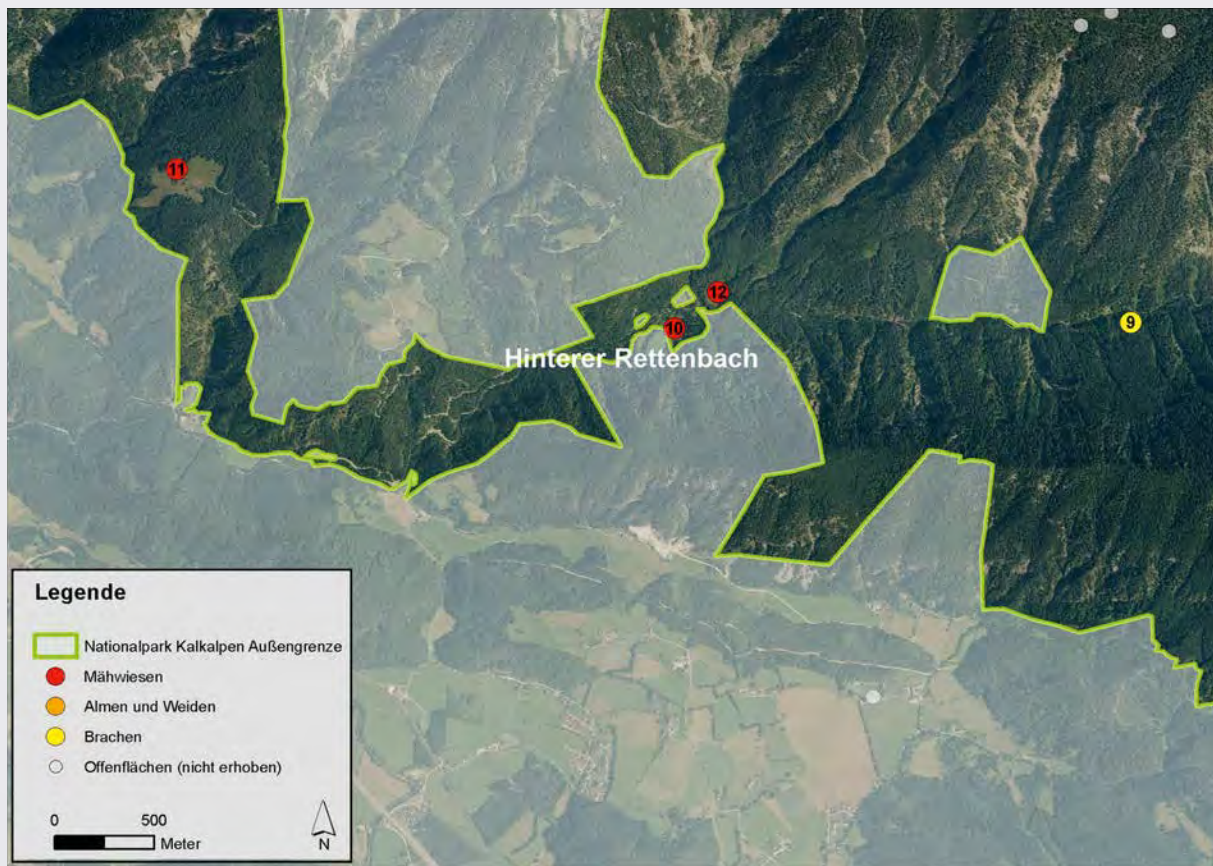 11
12
10
9
Hinterer Rettenbach
Legende
Nationalpark Kalkalpen Außengrenze
Mähwiesen
Almen und Weiden
Brachen
Offenflächen (nicht erhoben)
0 500
Meter
N